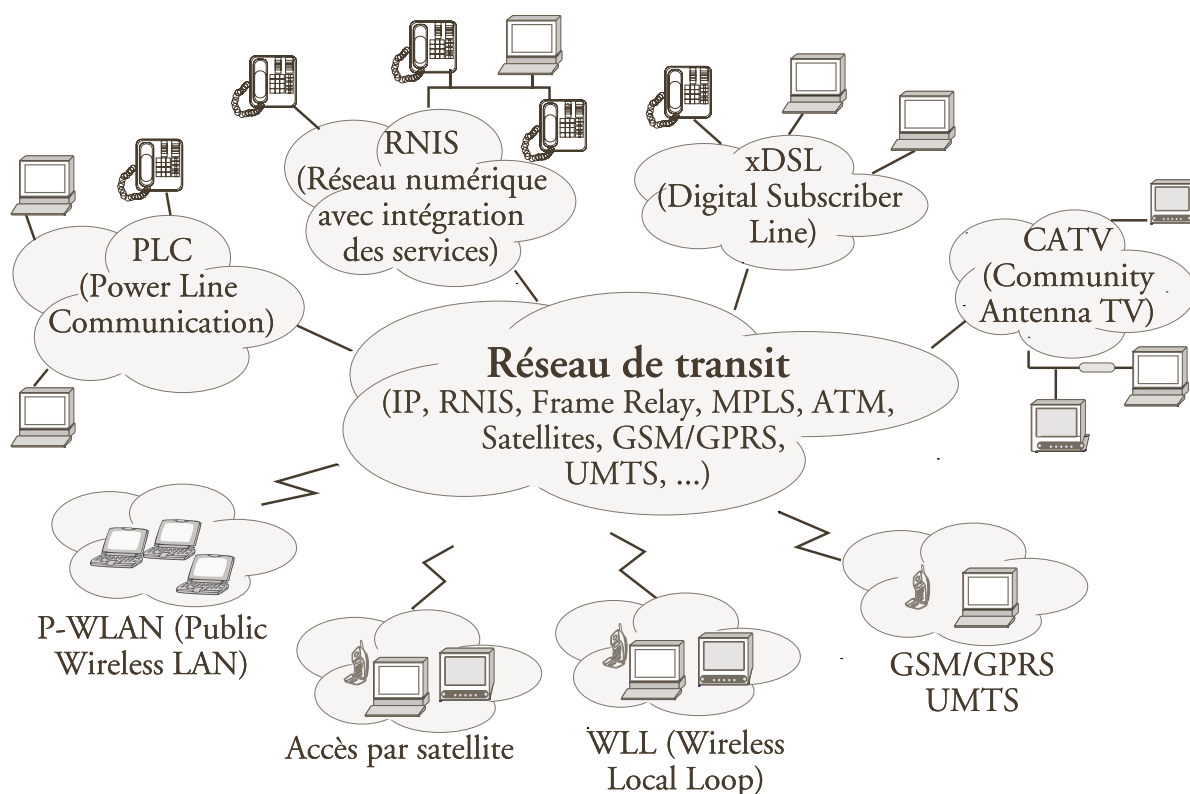 RNIS
(Réseau numérique
avec intégration
des services)
xDSL
(Digital Subscriber
Line)
PLC
(Power Line
Communication)
CATV
(Community
Antenna TV)
Réseau de transit
(IP, RNIS, Frame Relay, MPLS, ATM,
Satellites, GSM/GPRS,
UMTS, ...)
P-WLAN (Public
Wireless LAN)
Accès par satellite
WLL (Wireless
Local Loop)
GSM/GPRS
UMTS